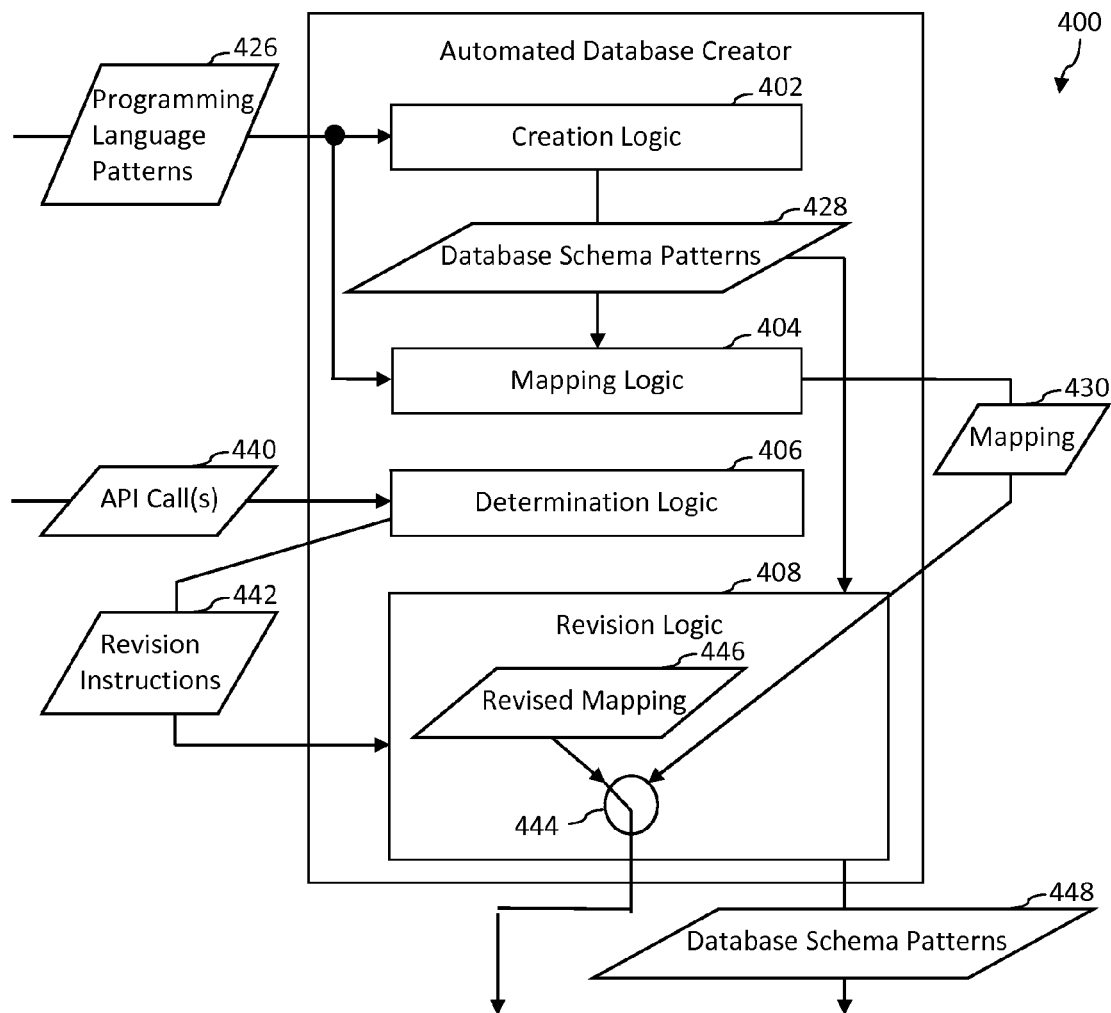 400
426
Automated Database Creator
Programming
Language
Patterns
402
Creation Logic
428
Database Schema Patterns
404
Mapping Logic
430
Mapping
440
API Call(s)
406
Determination Logic
442
Revision
Instructions
408
Revision Logic
446
Revised Mapping
444
448
Database Schema Patterns